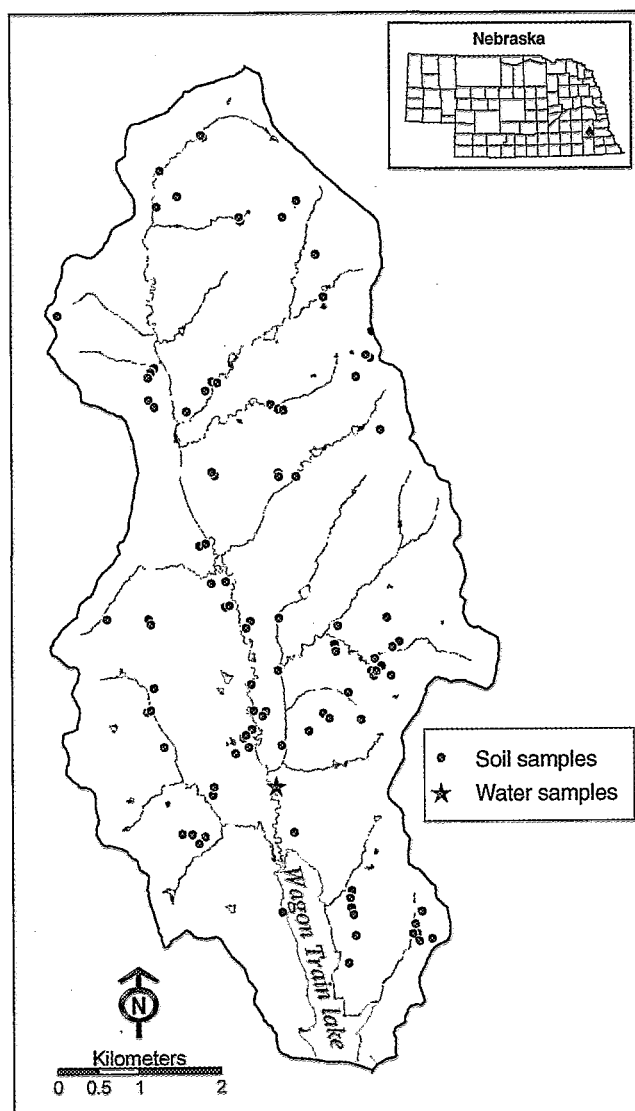 Nebraska
Soil samples
Water samples
Wagon Train lake
N
Kilometers
0 0.5 1 2